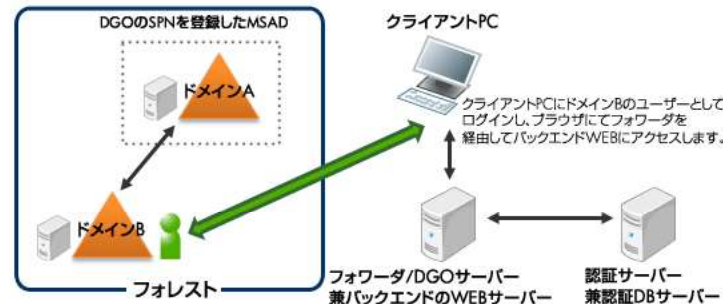 DGOのSPNを登録したMSAD
クライアントPC
ドメインA
クライアントPCにドメインBのユーザーとして
ログインし、ブラウザにてフォワーダを
経由してバックエンドWEBにアクセスします。
ドメインB
フォレスト
フォワーダ/DGOサーバー
兼バックエンドのWEBサーバー
認証サーバー
兼認証DBサーバー